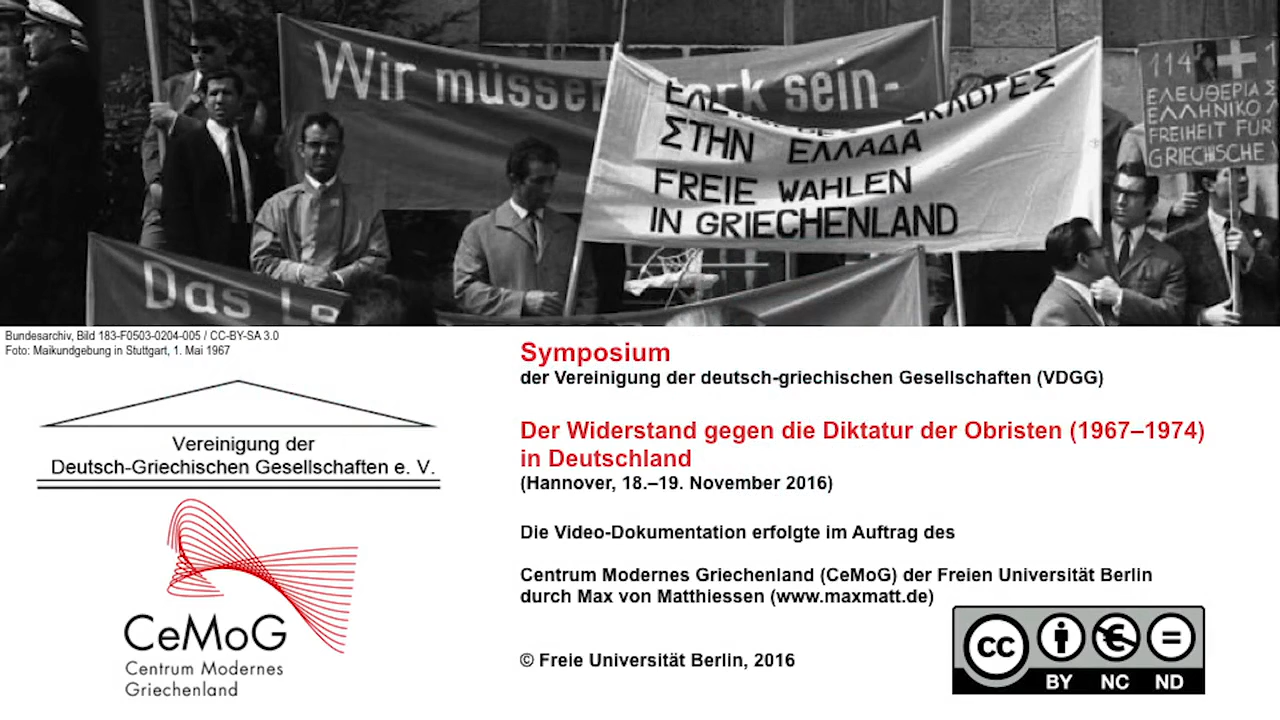 Wir müssen stark sein-
ΣΤΗΝ ΕΛΛΑΔΑ
FREIE WAHLEN
IN GRIECHENLAND
114
ΕΛΕΥΘΕΡΙΑ Σ
ΕΛΛΗΝΙΚΟ
FREIHEIT FÜR
GRIECHISCHE
Das Le
Bundesarchiv, Bild 183-F0503-0204-005 / CC-BY-SA 3.0
Foto: Maikundgebung in Stuttgart, 1. Mai 1967
Vereinigung der
Deutsch-Griechischen Gesellschaften e. V.
CeMoG
Centrum Modernes
Griechenland
Symposium
der Vereinigung der deutsch-griechischen Gesellschaften (VDGG)
Der Widerstand gegen die Diktatur der Obristen (1967–1974)
in Deutschland
(Hannover, 18.–19. November 2016)
Die Video-Dokumentation erfolgte im Auftrag des
Centrum Modernes Griechenland (CeMoG) der Freien Universität Berlin
durch Max von Matthiessen (www.maxmatt.de)
© Freie Universität Berlin, 2016
cc
BY NC ND